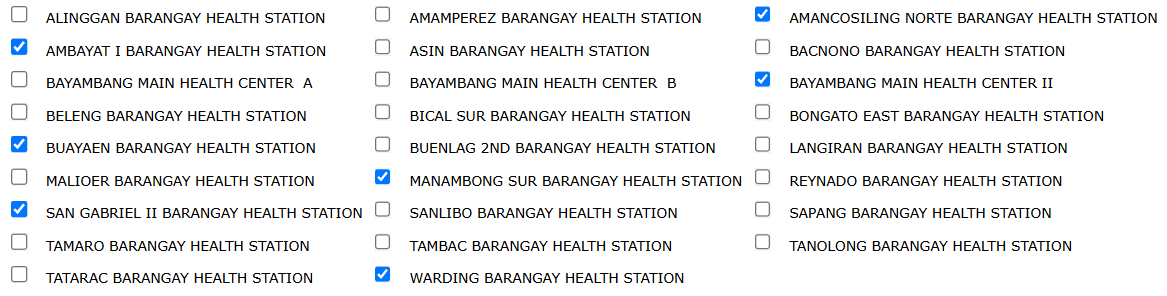 ALINGGAN BARANGAY HEALTH STATION AMAMPEREZ BARANGAY HEALTH STATION AMANCOSILING NORTE BARANGAY HEALTH STATION
AMBAYAT I BARANGAY HEALTH STATION ASIN BARANGAY HEALTH STATION BACNONO BARANGAY HEALTH STATION
BAYAMBANG MAIN HEALTH CENTER  A BAYAMBANG MAIN HEALTH CENTER  B BAYAMBANG MAIN HEALTH CENTER II
BELENG BARANGAY HEALTH STATION BICAL SUR BARANGAY HEALTH STATION BONGATO EAST BARANGAY HEALTH STATION
BUAYAEN BARANGAY HEALTH STATION BUENLAG 2ND BARANGAY HEALTH STATION LANGIRAN BARANGAY HEALTH STATION
MALIOER BARANGAY HEALTH STATION MANAMBONG SUR BARANGAY HEALTH STATION REYNADO BARANGAY HEALTH STATION
SAN GABRIEL II BARANGAY HEALTH STATION SANLIBO BARANGAY HEALTH STATION SAPANG BARANGAY HEALTH STATION
TAMARO BARANGAY HEALTH STATION TAMBAC BARANGAY HEALTH STATION TANOLONG BARANGAY HEALTH STATION
TATARAC BARANGAY HEALTH STATION WARDING BARANGAY HEALTH STATION